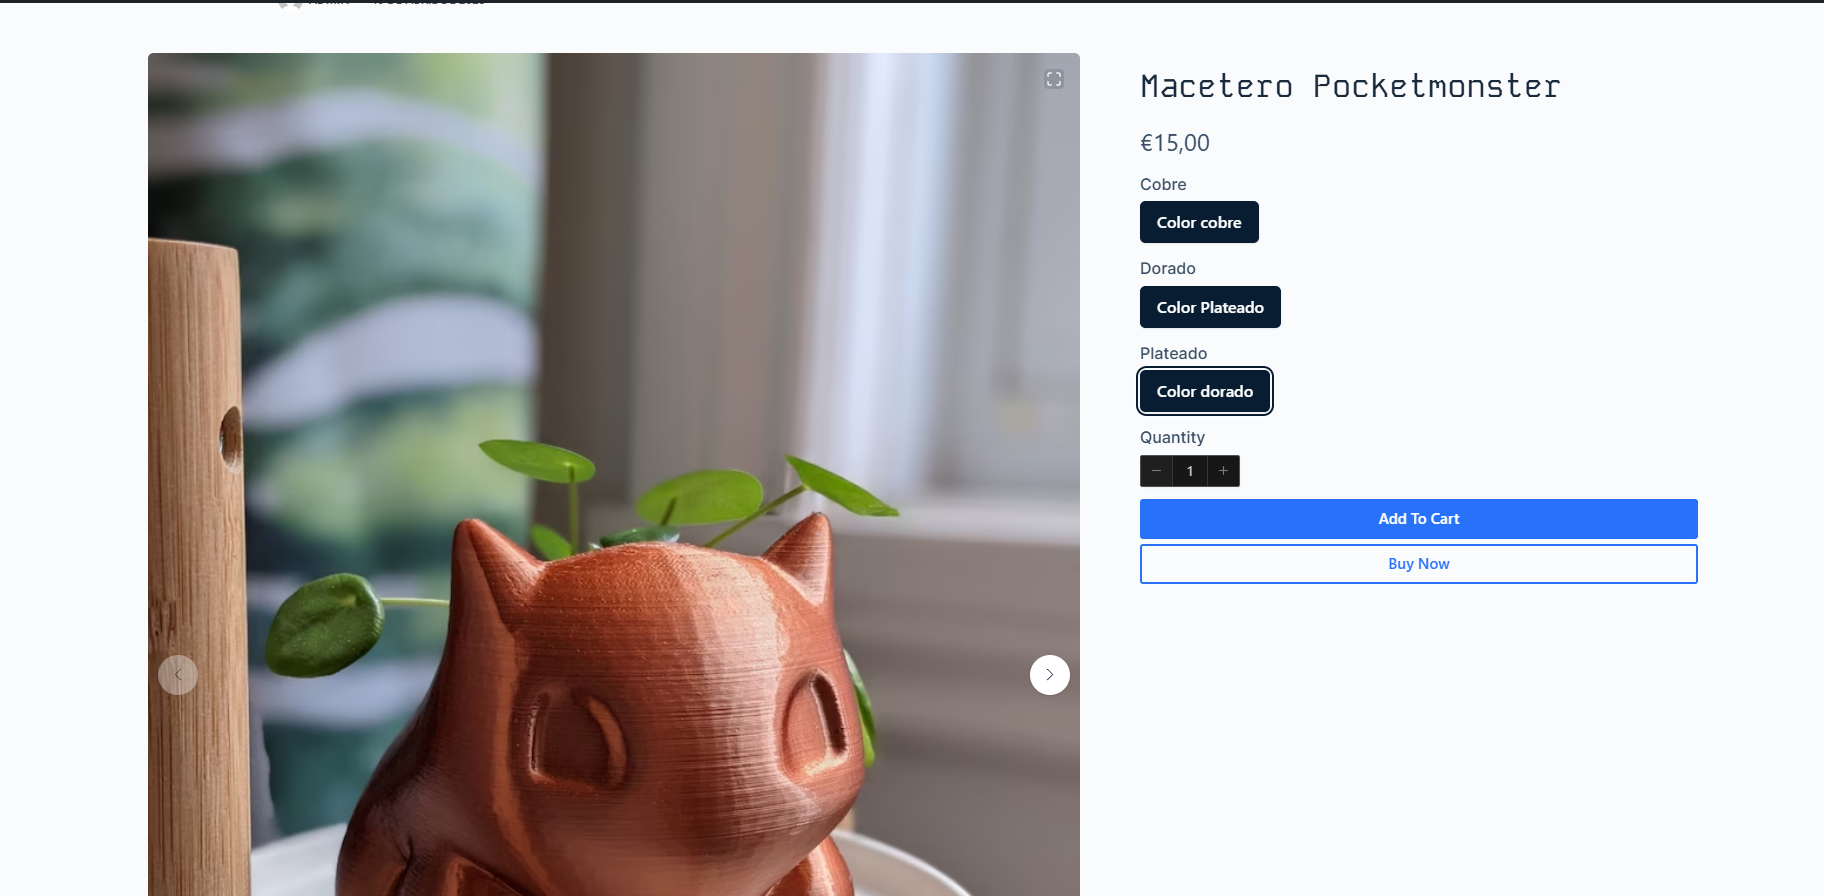 Macetero Pocketmonster
€15,00
Cobre
Color cobre
Dorado
Color Plateado
Plateado
Color dorado
Quantity
1
Add To Cart
Buy Now